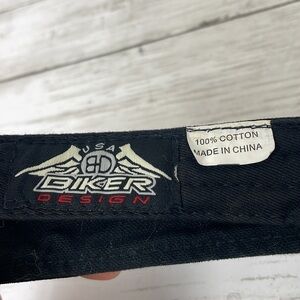 USA
BD
BIKER
DESIGN
100% COTTON
MADE IN CHINA